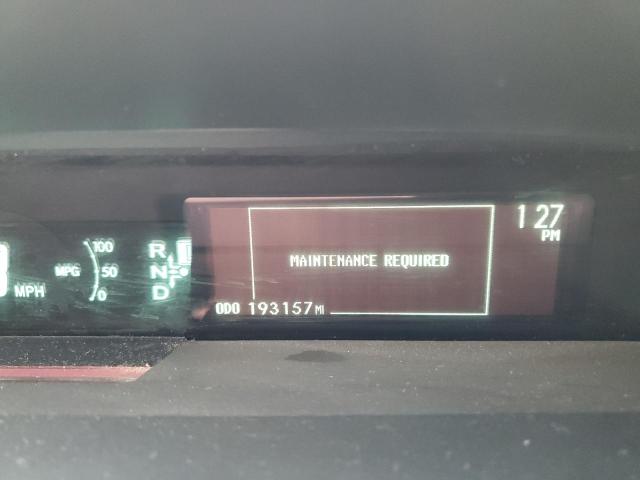 1:27
PM
100
MPG 50
0
MPH
R
N
D
MAINTENANCE REQUIRED
ODO 193157 MI